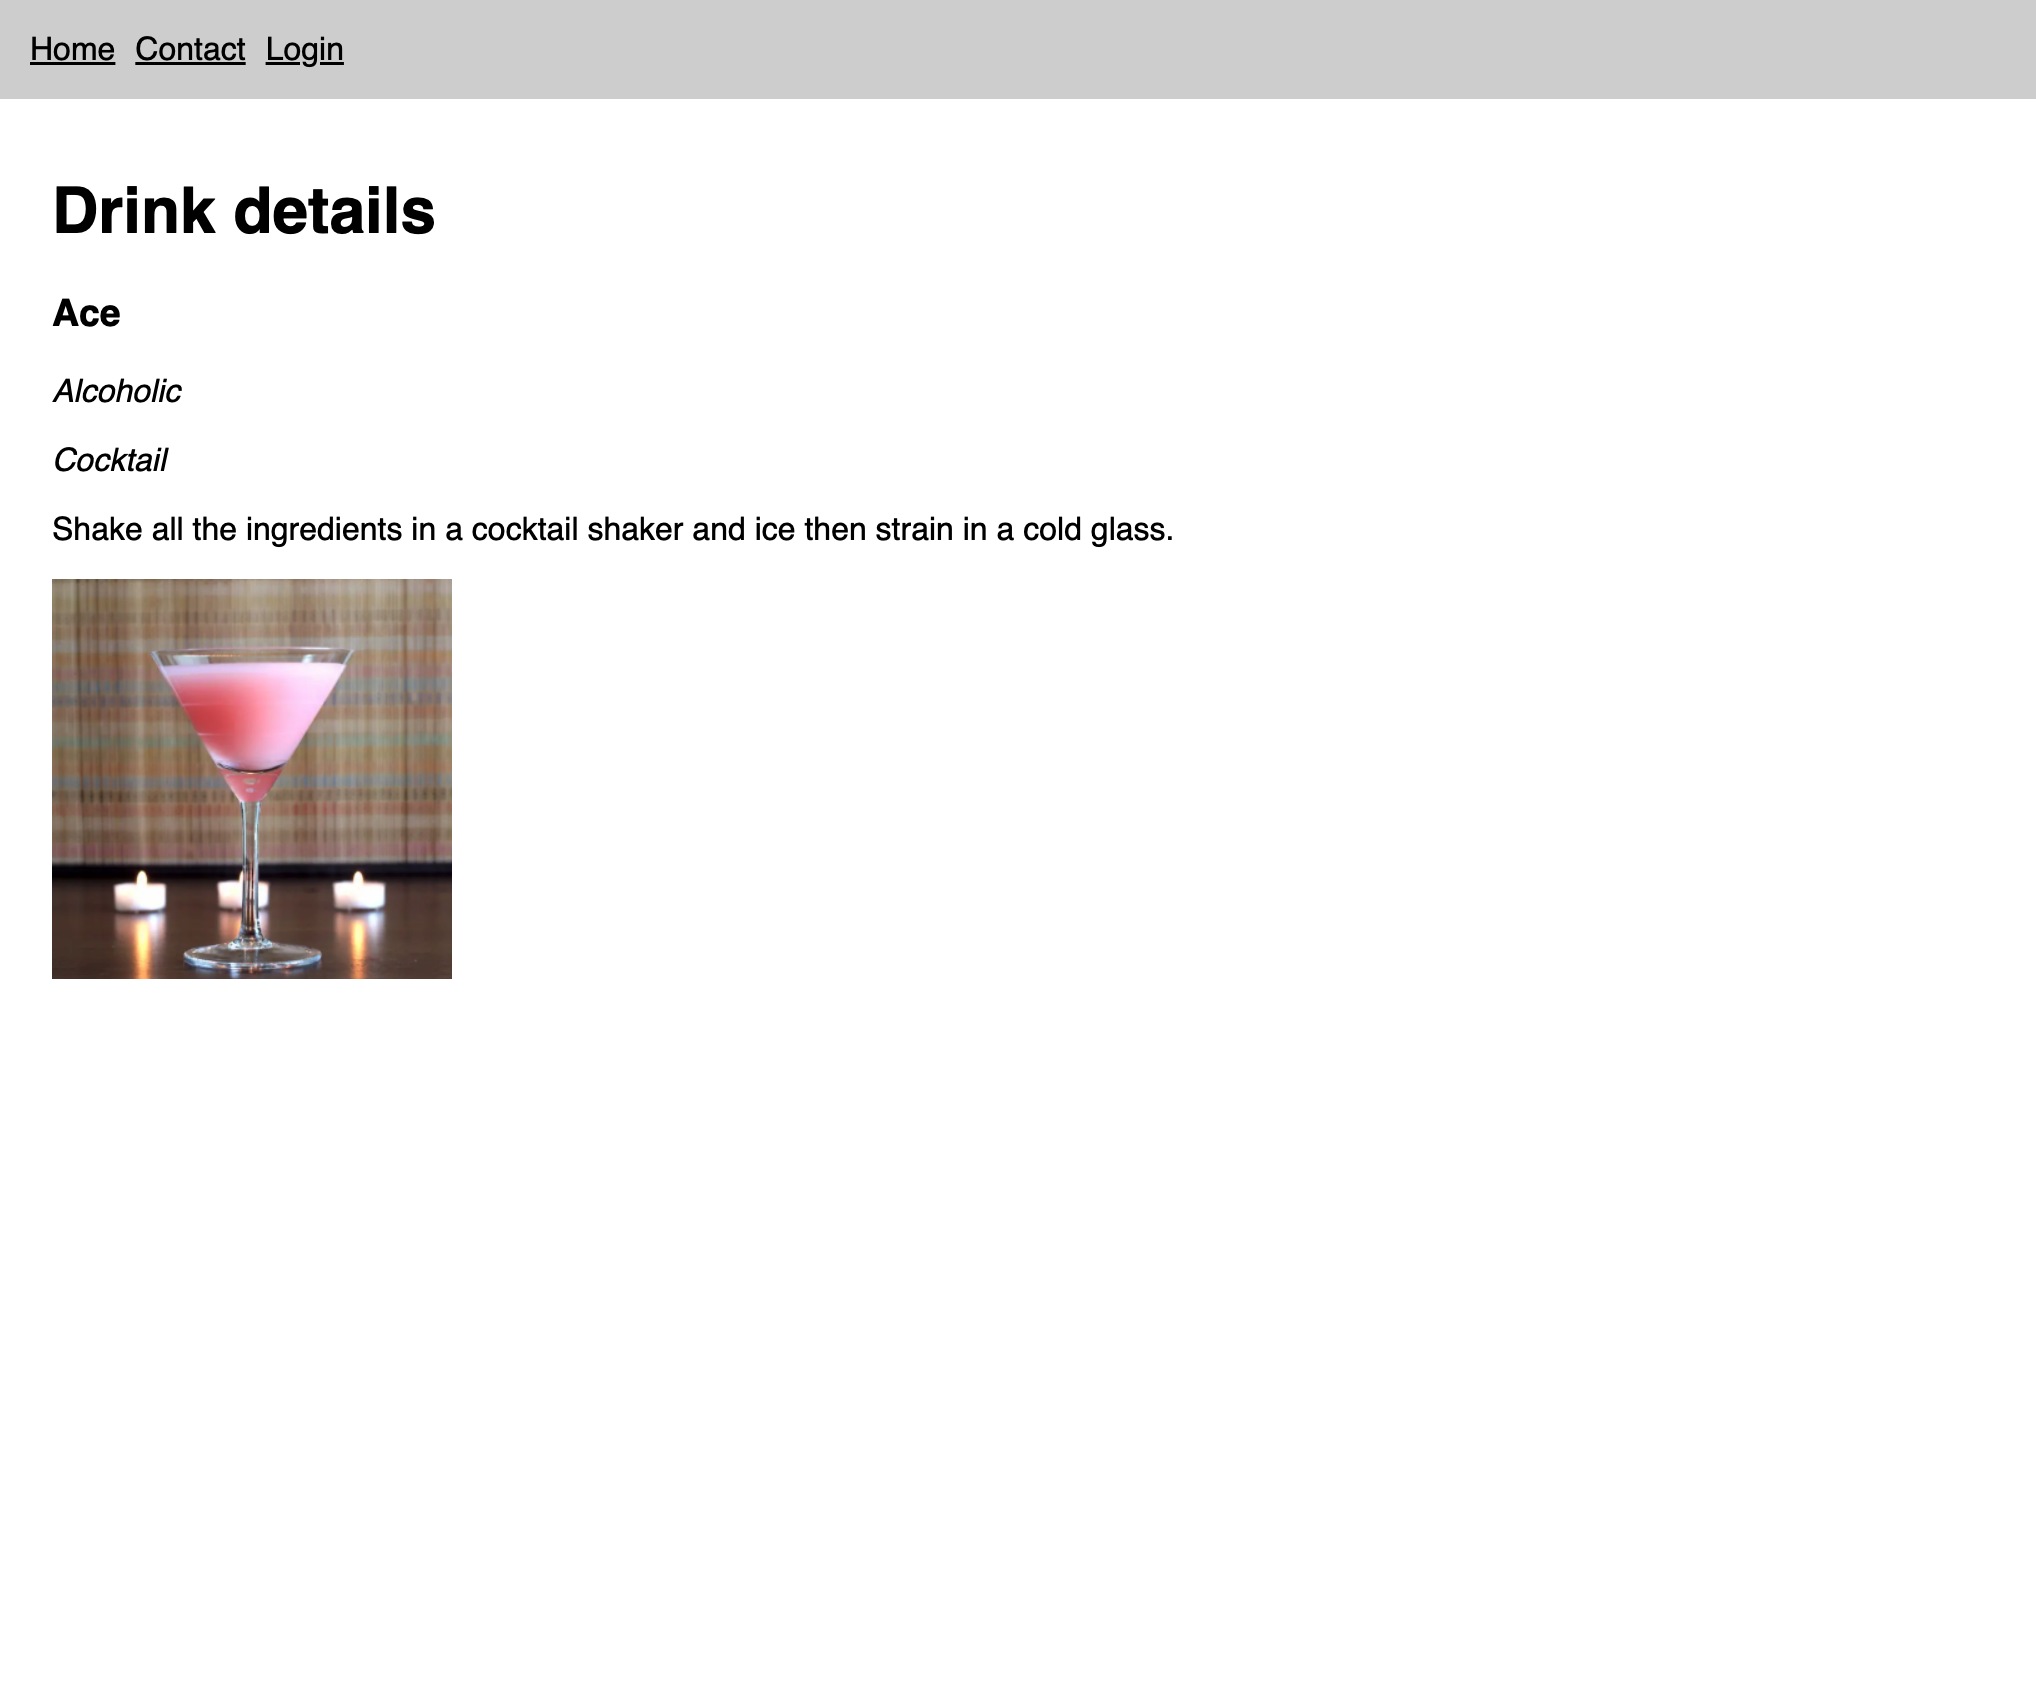 Home Contact Login
Drink details
Ace
Alcoholic
Cocktail
Shake all the ingredients in a cocktail shaker and ice then strain in a cold glass.